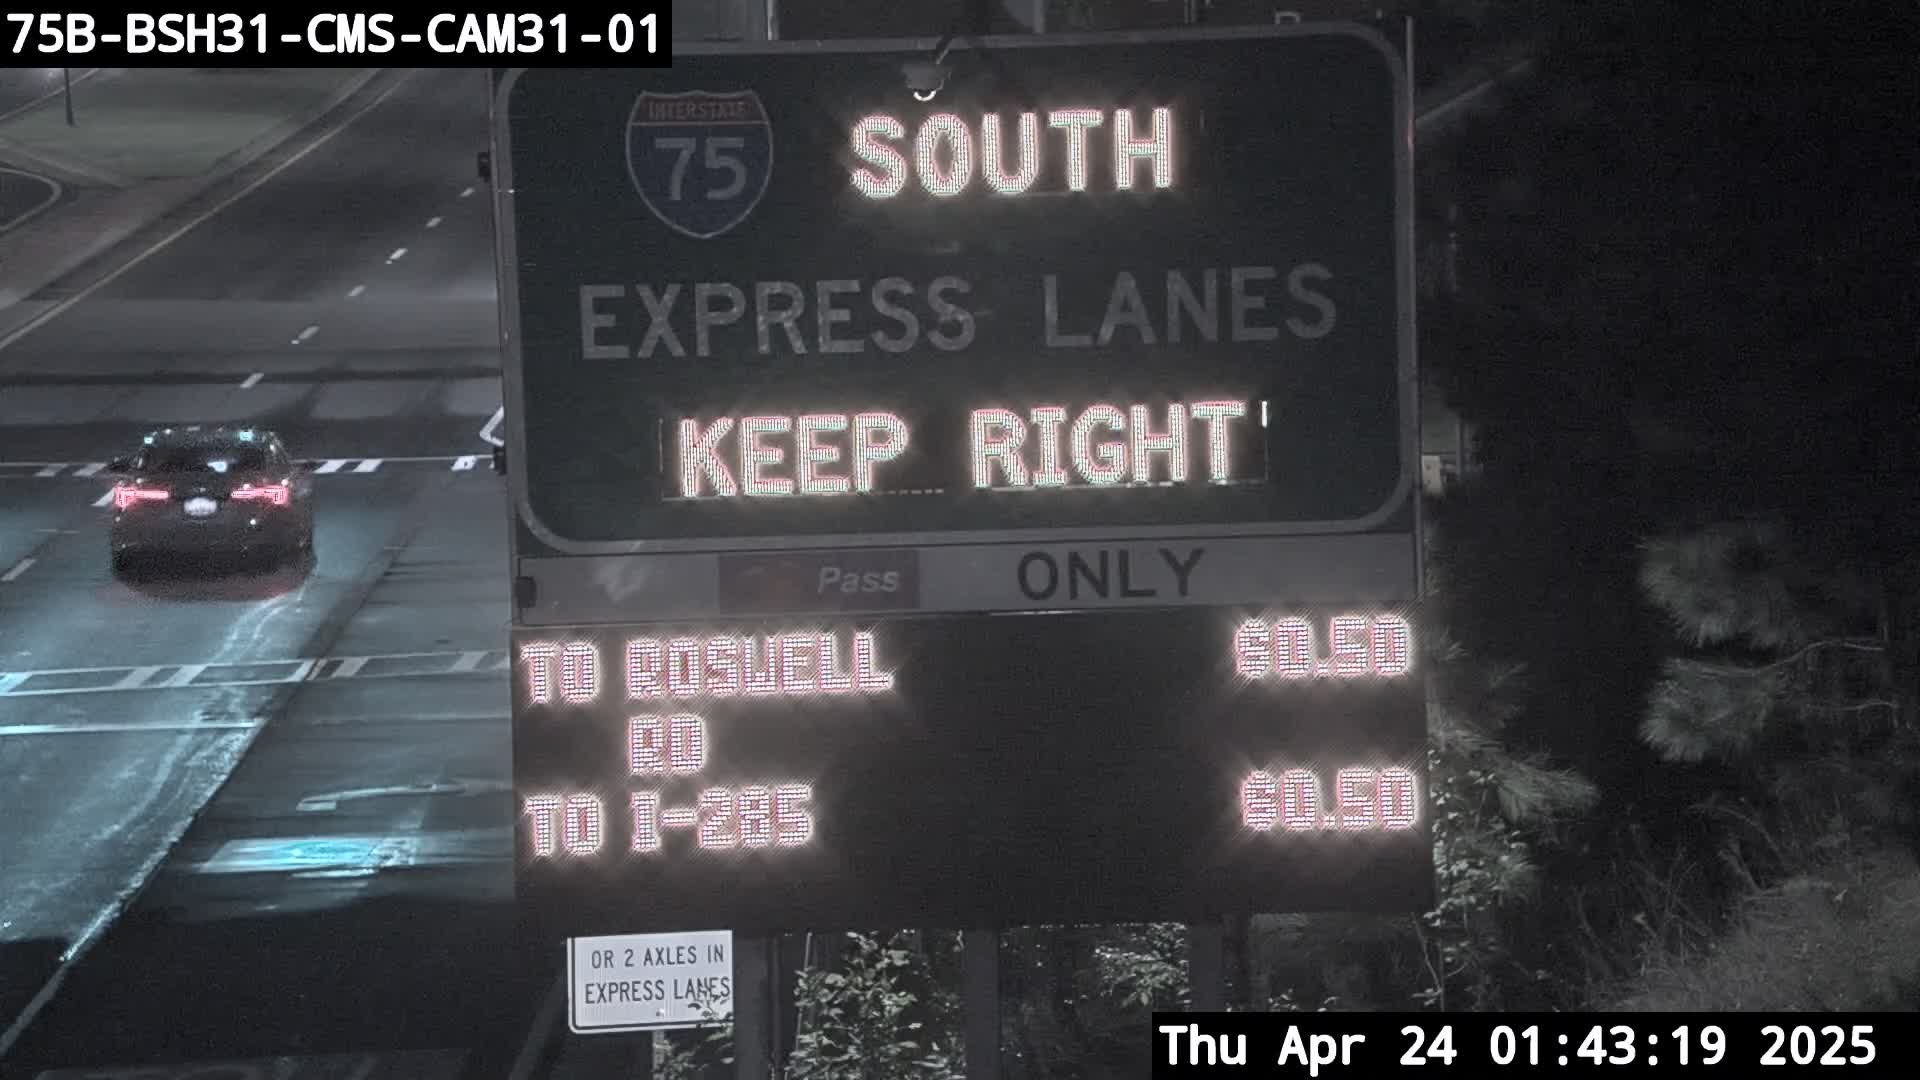 75B-BSH31-CMS-CAM31-01
INTERSTATE
75
SOUTH
EXPRESS LANES
KEEP RIGHT
Pass ONLY
TO ROSWELL $0.50
RD
TO I-285 $0.50
OR 2 AXLES IN
EXPRESS LANES
Thu Apr 24 01:43:19 2025